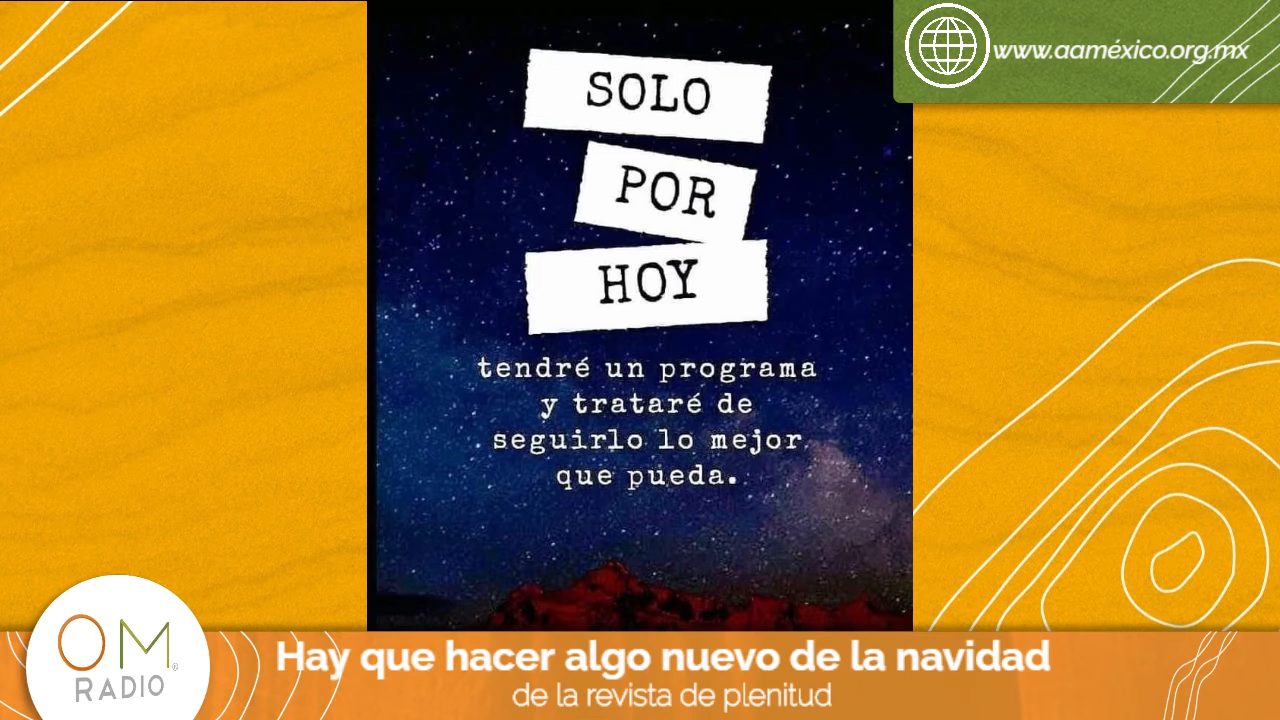 www.aaméxico.org.mx
SOLO
POR
HOY
tendré un programa
y trataré de
seguirlo lo mejor
que pueda.
OM®
RADIO
Hay que hacer algo nuevo de la navidad
de la revista de plenitud